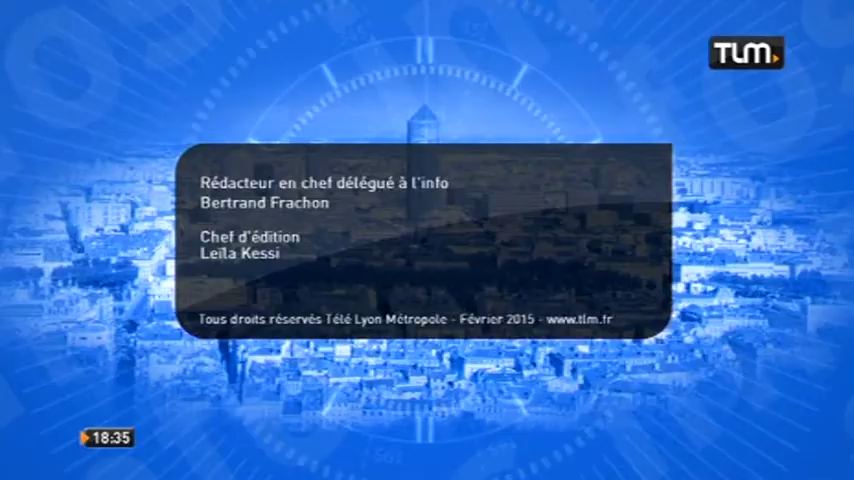 TLM
Rédacteur en chef délégué à l'info
Bertrand Frachon
Chef d'édition
Leïla Kessi
Tous droits réservés Télé Lyon Métropole - Février 2015 - www.tlm.fr
18:35